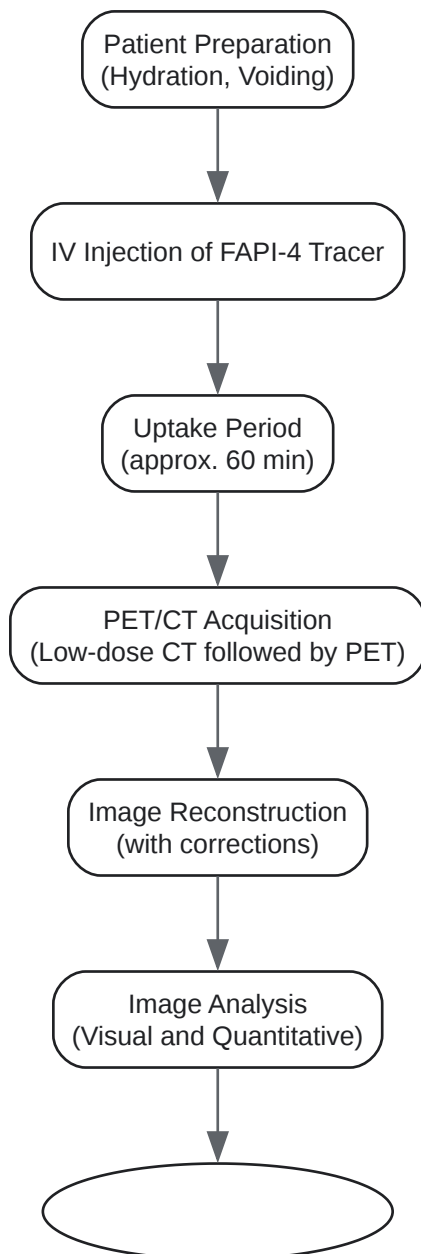 Patient Preparation
(Hydration, Voiding)
IV Injection of FAPI-4 Tracer
Uptake Period
(approx. 60 min)
PET/CT Acquisition
(Low-dose CT followed by PET)
Image Reconstruction
(with corrections)
Image Analysis
(Visual and Quantitative)